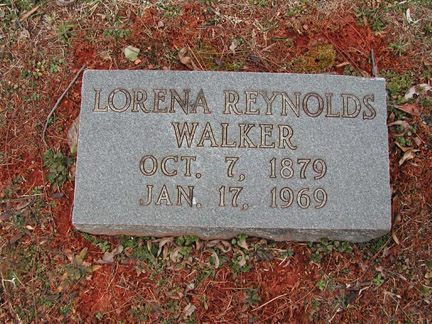 LORENA REYNOLDS
WALKER
OCT. 7, 1879
JAN. 17, 1969